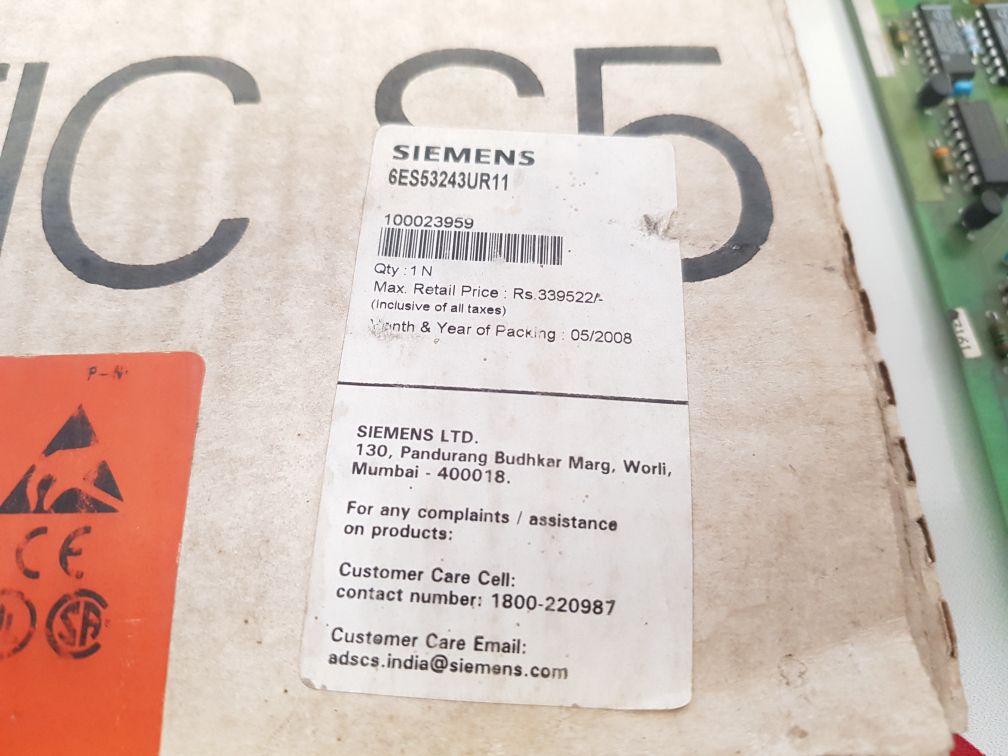 TIC S5
SIEMENS
6ES53243UR11
100023959
Qty : 1 N
Max. Retail Price : Rs.339522/-
(Inclusive of all taxes)
Month & Year of Packing : 05/2008
SIEMENS LTD.
130, Pandurang Budhkar Marg, Worli,
Mumbai - 400018.
For any complaints / assistance
on products:
Customer Care Cell:
contact number: 1800-220987
Customer Care Email:
adscs.india@siemens.com
P-N
CE